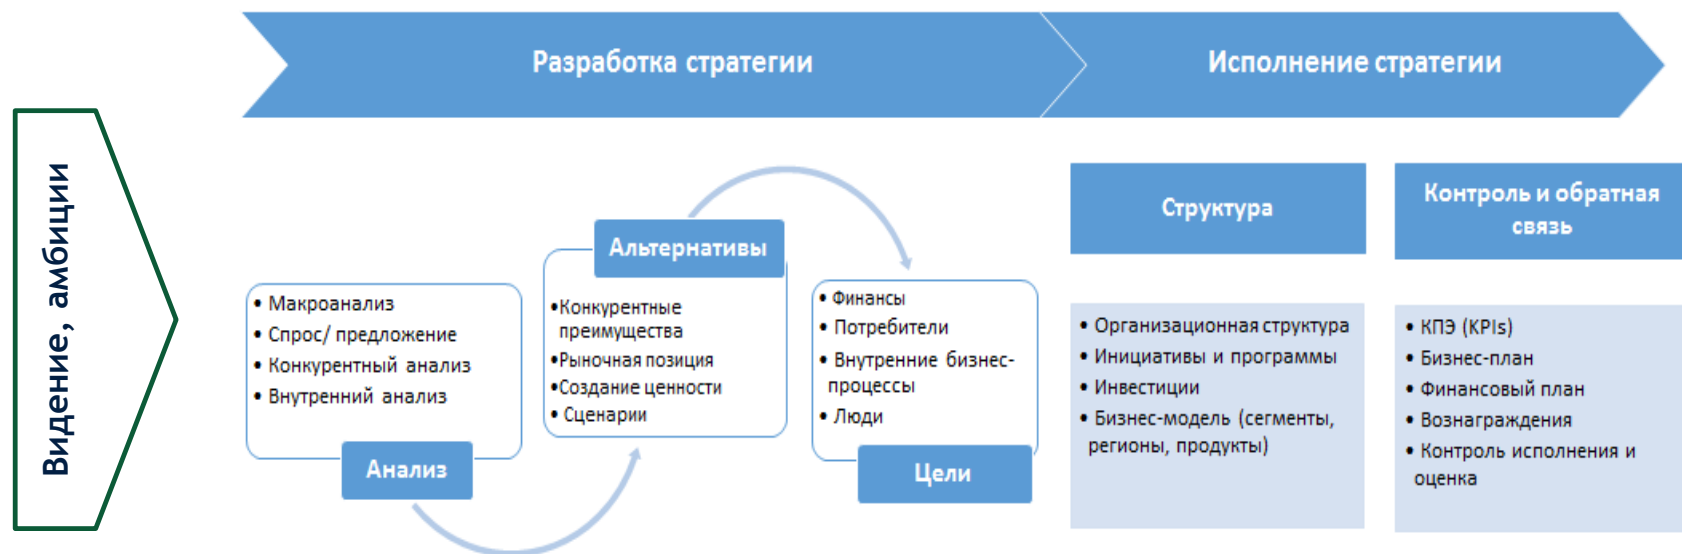 Разработка стратегии
Исполнение стратегии
Видение, амбиции
• Макроанализ
• Спрос/ предложение
• Конкурентный анализ
• Внутренний анализ
Анализ
Альтернативы
•Конкурентные
преимущества
•Рыночная позиция
•Создание ценности
• Сценарии
• Финансы
• Потребители
• Внутренние бизнес-
процессы
• Люди
Цели
Структура
• Организационная структура
• Инициативы и программы
• Инвестиции
• Бизнес-модель (сегменты,
регионы, продукты)
Контроль и обратная
связь
• КПЭ (KPIs)
• Бизнес-план
• Финансовый план
• Вознаграждения
• Контроль исполнения и
оценка